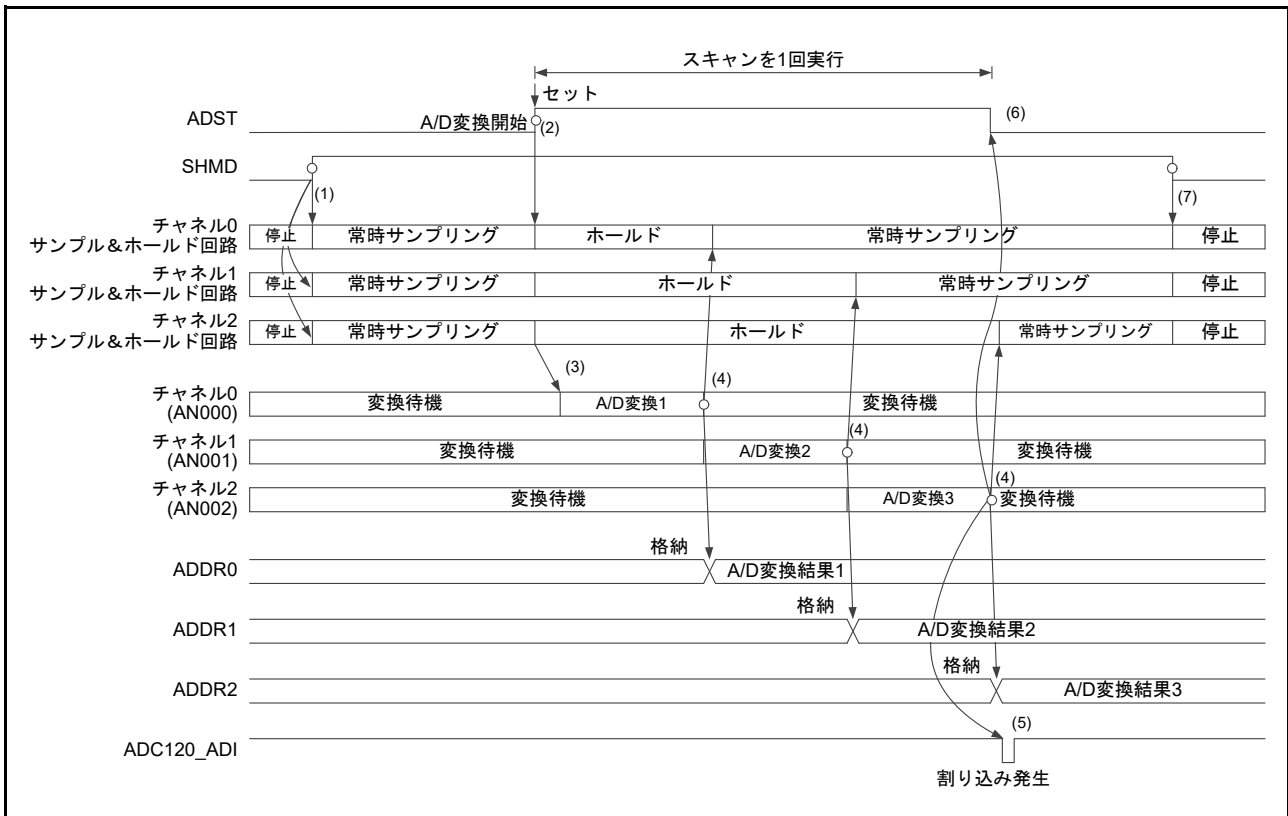 スキャンを1回実行
セット
ADST
A/D変換開始
(2)
(6)
SHMD
(1)
(7)
チャネル0
サンプル&ホールド回路
停止
常時サンプリング
ホールド
常時サンプリング
停止
チャネル1
サンプル&ホールド回路
停止
常時サンプリング
ホールド
常時サンプリング
停止
チャネル2
サンプル&ホールド回路
停止
常時サンプリング
ホールド
常時サンプリング
停止
(3)
(4)
チャネル0
(AN000)
変換待機
A/D変換1
変換待機
(4)
チャネル1
(AN001)
変換待機
A/D変換2
変換待機
(4)
チャネル2
(AN002)
変換待機
A/D変換3
変換待機
格納
ADDR0
A/D変換結果1
格納
ADDR1
A/D変換結果2
格納
ADDR2
A/D変換結果3
(5)
ADC120_ADI
割り込み発生